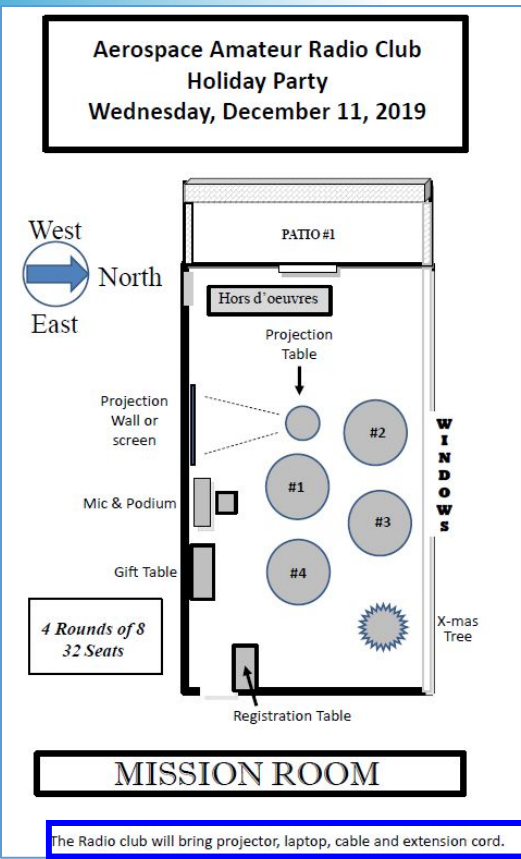 Aerospace Amateur Radio Club
Holiday Party
Wednesday, December 11, 2019
PATIO #1
West
North
East
Hors d'oeuvres
Projection
Table
Projection
Wall or
screen
#2
WINDOWS
#1
Mic & Podium
#3
Gift Table
#4
4 Rounds of 8
32 Seats
X-mas
Tree
Registration Table
MISSION ROOM
The Radio club will bring projector, laptop, cable and extension cord.